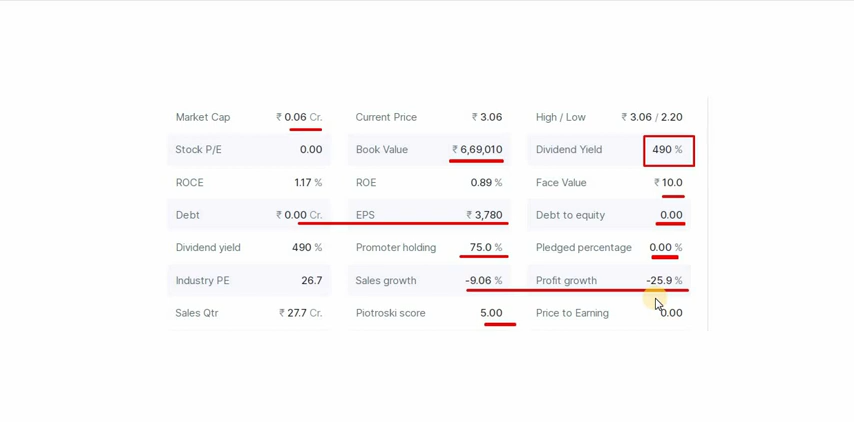 Market Cap ₹ 0.06 Cr. Current Price ₹ 3.06 High / Low ₹ 3.06 / 2.20
Stock P/E 0.00 Book Value ₹ 6,69,010 Dividend Yield 490 %
ROCE 1.17 % ROE 0.89 % Face Value ₹ 10.0
Debt ₹ 0.00 Cr. EPS ₹ 3,780 Debt to equity 0.00
Dividend yield 490 % Promoter holding 75.0 % Pledged percentage 0.00 %
Industry PE 26.7 Sales growth -9.06 % Profit growth -25.9 %
Sales Qtr ₹ 27.7 Cr. Piotroski score 5.00 Price to Earning 0.00